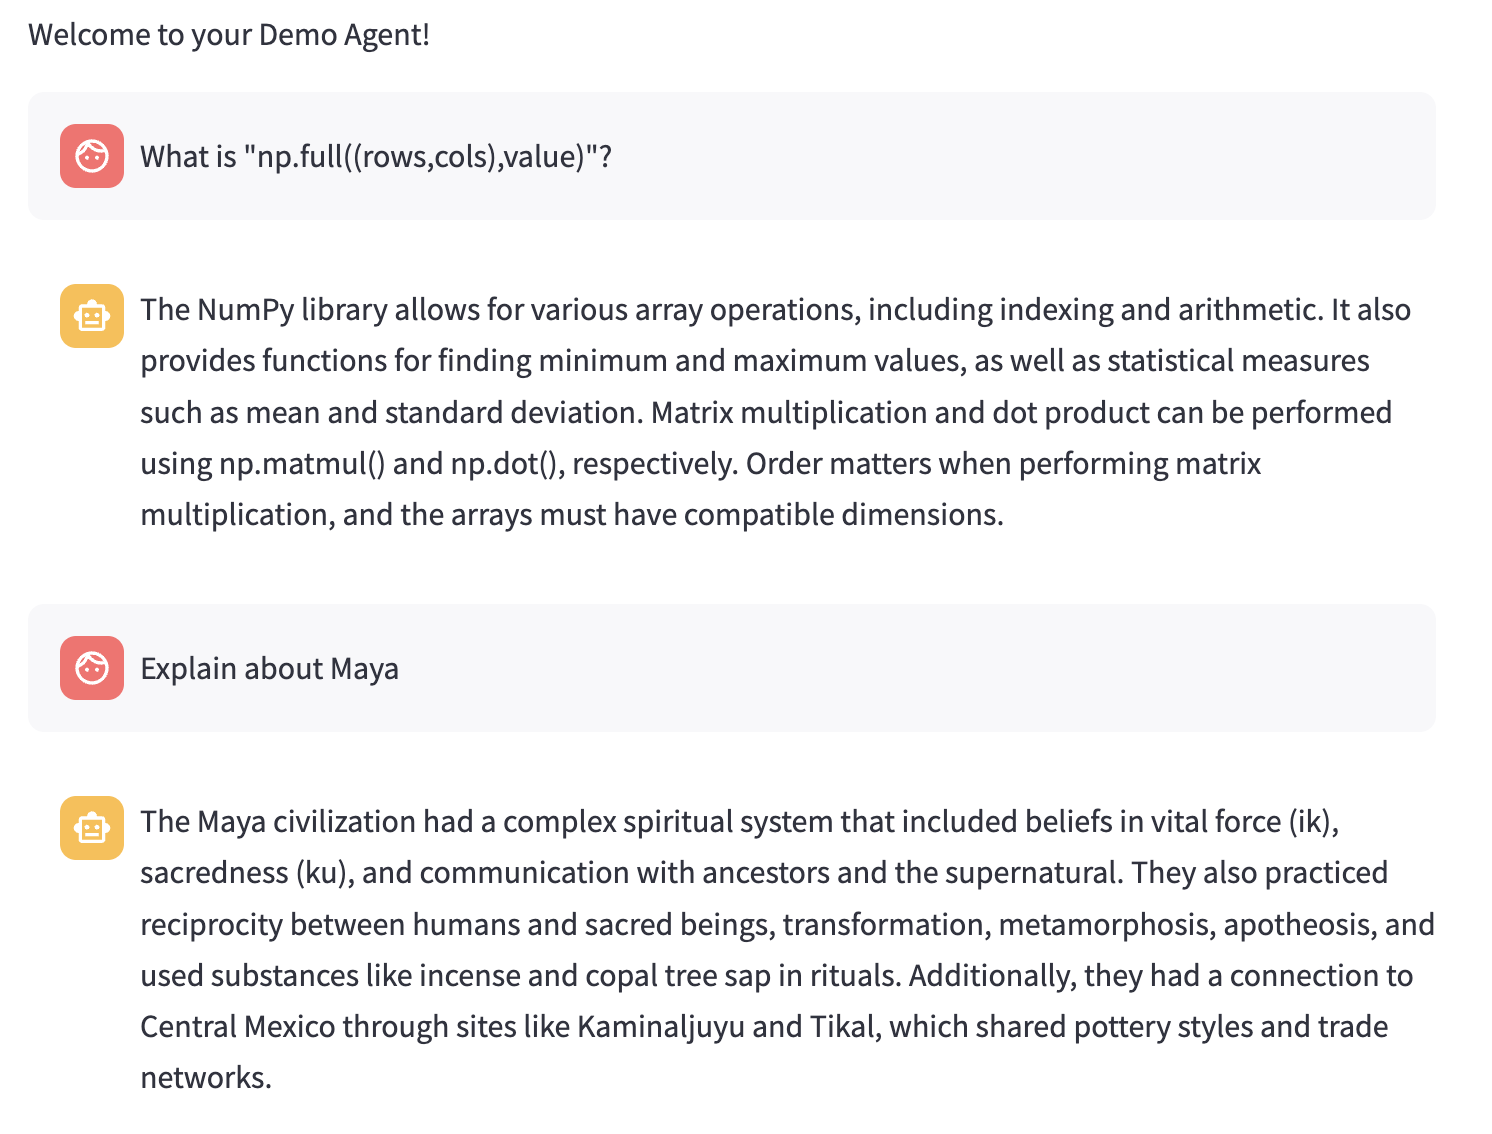 Welcome to your Demo Agent!
What is "np.full((rows,cols),value)"?
The NumPy library allows for various array operations, including indexing and arithmetic. It also
provides functions for finding minimum and maximum values, as well as statistical measures
such as mean and standard deviation. Matrix multiplication and dot product can be performed
using np.matmul() and np.dot(), respectively. Order matters when performing matrix
multiplication, and the arrays must have compatible dimensions.
Explain about Maya
The Maya civilization had a complex spiritual system that included beliefs in vital force (ik),
sacredness (ku), and communication with ancestors and the supernatural. They also practiced
reciprocity between humans and sacred beings, transformation, metamorphosis, apotheosis, and
used substances like incense and copal tree sap in rituals. Additionally, they had a connection to
Central Mexico through sites like Kaminaljuyu and Tikal, which shared pottery styles and trade
networks.